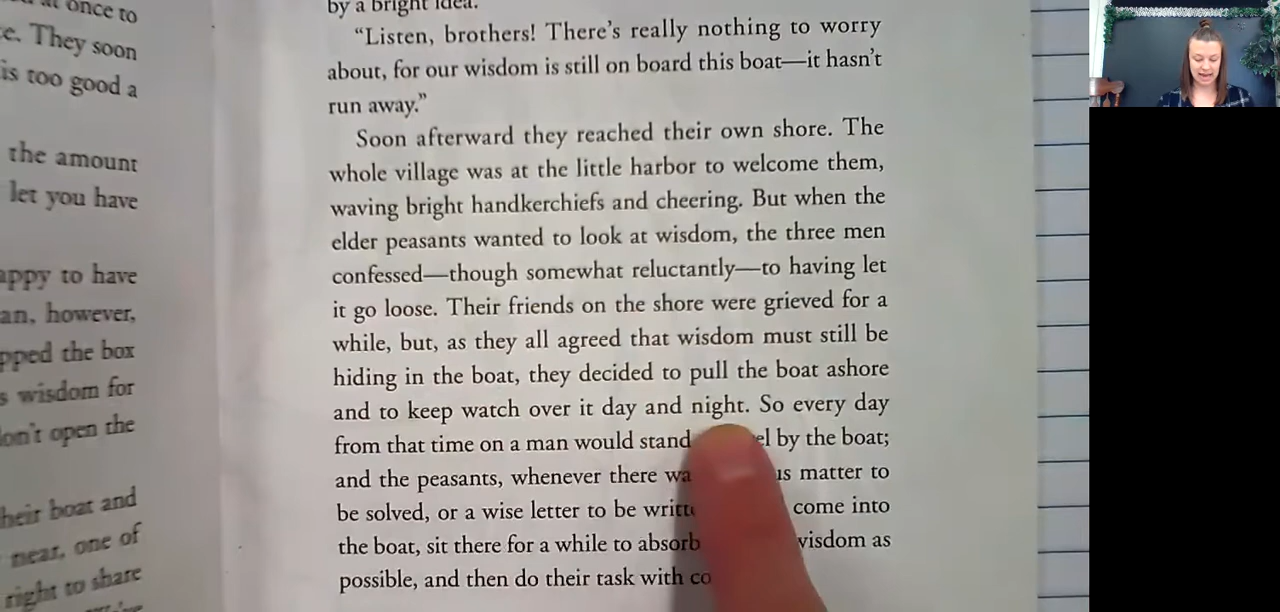 at once to
They soon
is too good a
the amount
let you have
happy to have
an, however,
pped the box
s wisdom for
don't open the
their boat and
near, one of
right to share
by a bright idea.
“Listen, brothers! There’s really nothing to worry
about, for our wisdom is still on board this boat—it hasn’t
run away.”
Soon afterward they reached their own shore. The
whole village was at the little harbor to welcome them,
waving bright handkerchiefs and cheering. But when the
elder peasants wanted to look at wisdom, the three men
confessed—though somewhat reluctantly—to having let
it go loose. Their friends on the shore were grieved for a
while, but, as they all agreed that wisdom must still be
hiding in the boat, they decided to pull the boat ashore
and to keep watch over it day and night. So every day
from that time on a man would stand by the boat;
and the peasants, whenever there matter to
be solved, or a wise letter to be come into
the boat, sit there for a while to absorb wisdom as
possible, and then do their task with